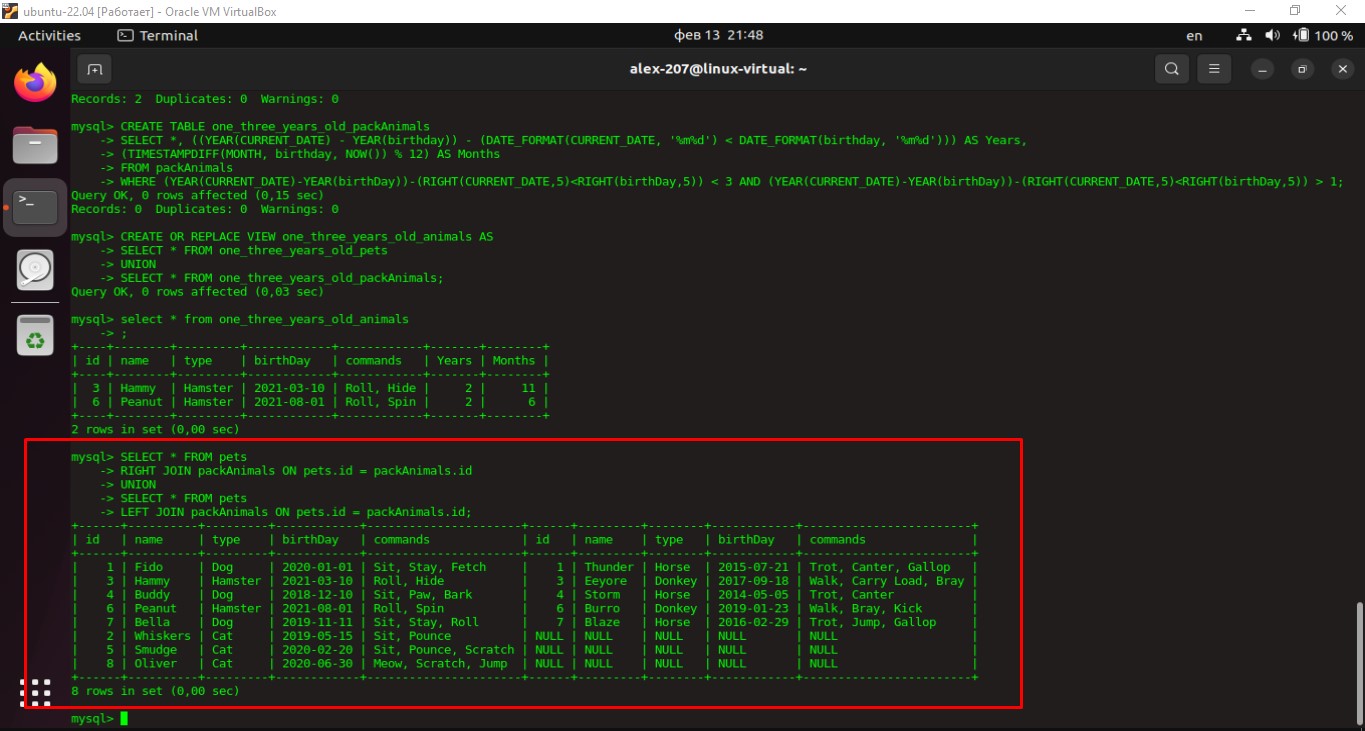 ubuntu-22.04 [Работает] - Oracle VM VirtualBox
Activities Terminal фев 13 21:48 en 100 %
alex-207@linux-virtual: ~
Records: 2  Duplicates: 0  Warnings: 0
mysql> CREATE TABLE one_three_years_old_packAnimals
    -> SELECT *, ((YEAR(CURRENT_DATE) - YEAR(birthday)) - (DATE_FORMAT(CURRENT_DATE, '%m%d') < DATE_FORMAT(birthday, '%m%d'))) AS Years,
    -> (TIMESTAMPDIFF(MONTH, birthday, NOW()) % 12) AS Months
    -> FROM packAnimals
    -> WHERE (YEAR(CURRENT_DATE)-YEAR(birthDay))-(RIGHT(CURRENT_DATE,5)<RIGHT(birthDay,5)) < 3 AND (YEAR(CURRENT_DATE)-YEAR(birthDay))-(RIGHT(CURRENT_DATE,5)<RIGHT(birthDay,5)) > 1;
Query OK, 0 rows affected (0,15 sec)
Records: 0  Duplicates: 0  Warnings: 0
mysql> CREATE OR REPLACE VIEW one_three_years_old_animals AS
    -> SELECT * FROM one_three_years_old_pets
    -> UNION
    -> SELECT * FROM one_three_years_old_packAnimals;
Query OK, 0 rows affected (0,03 sec)
mysql> select * from one_three_years_old_animals
    -> ;
+----+--------+---------+------------+------------+-------+--------+
| id | name   | type    | birthDay   | commands   | Years | Months |
+----+--------+---------+------------+------------+-------+--------+
|  3 | Hammy  | Hamster | 2021-03-10 | Roll, Hide |     2 |     11 |
|  6 | Peanut | Hamster | 2021-08-01 | Roll, Spin |     2 |      6 |
+----+--------+---------+------------+------------+-------+--------+
2 rows in set (0,00 sec)
mysql> SELECT * FROM pets
    -> RIGHT JOIN packAnimals ON pets.id = packAnimals.id
    -> UNION
    -> SELECT * FROM pets
    -> LEFT JOIN packAnimals ON pets.id = packAnimals.id;
+------+----------+---------+------------+----------------------+------+---------+--------+------------+------------------------+
| id   | name     | type    | birthDay   | commands             | id   | name    | type   | birthDay   | commands               |
+------+----------+---------+------------+----------------------+------+---------+--------+------------+------------------------+
|    1 | Fido     | Dog     | 2020-01-01 | Sit, Stay, Fetch     |    1 | Thunder | Horse  | 2015-07-21 | Trot, Canter, Gallop   |
|    3 | Hammy    | Hamster | 2021-03-10 | Roll, Hide           |    3 | Eeyore  | Donkey | 2017-09-18 | Walk, Carry Load, Bray |
|    4 | Buddy    | Dog     | 2018-12-10 | Sit, Paw, Bark       |    4 | Storm   | Horse  | 2014-05-05 | Trot, Canter           |
|    6 | Peanut   | Hamster | 2021-08-01 | Roll, Spin           |    6 | Burro   | Donkey | 2019-01-23 | Walk, Bray, Kick       |
|    7 | Bella    | Dog     | 2019-11-11 | Sit, Stay, Roll      |    7 | Blaze   | Horse  | 2016-02-29 | Trot, Jump, Gallop     |
|    2 | Whiskers | Cat     | 2019-05-15 | Sit, Pounce          | NULL | NULL    | NULL   | NULL       | NULL                   |
|    5 | Smudge   | Cat     | 2020-02-20 | Sit, Pounce, Scratch | NULL | NULL    | NULL   | NULL       | NULL                   |
|    8 | Oliver   | Cat     | 2020-06-30 | Meow, Scratch, Jump  | NULL | NULL    | NULL   | NULL       | NULL                   |
+------+----------+---------+------------+----------------------+------+---------+--------+------------+------------------------+
8 rows in set (0,00 sec)
mysql>